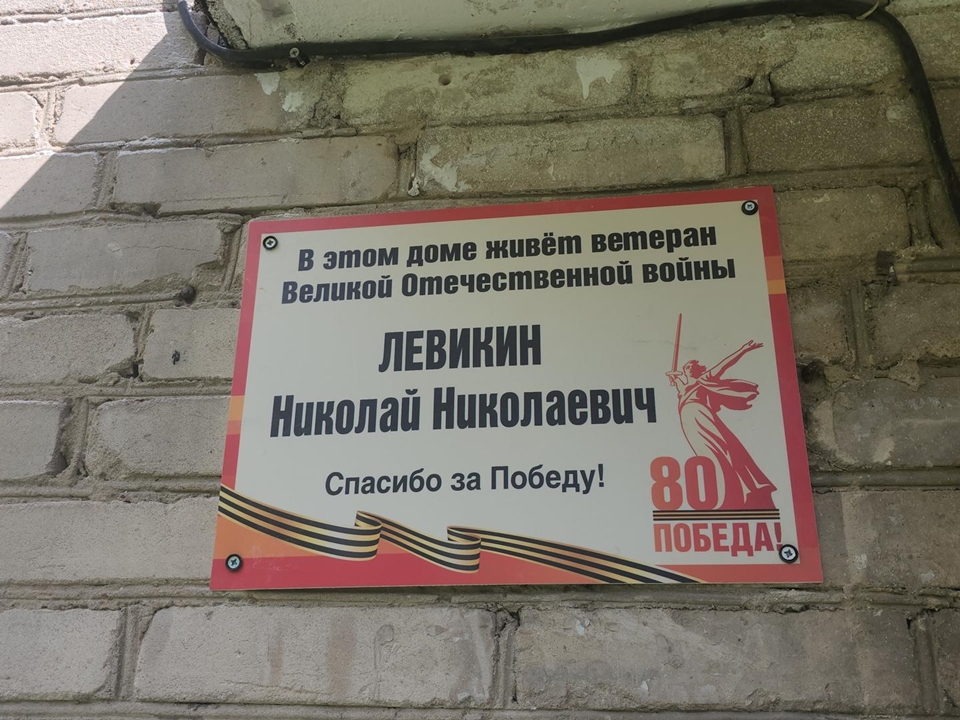 В этом доме живёт ветеран
Великой Отечественной войны
ЛЕВИКИН
Николай Николаевич
Спасибо за Победу!
80
ПОБЕДА!